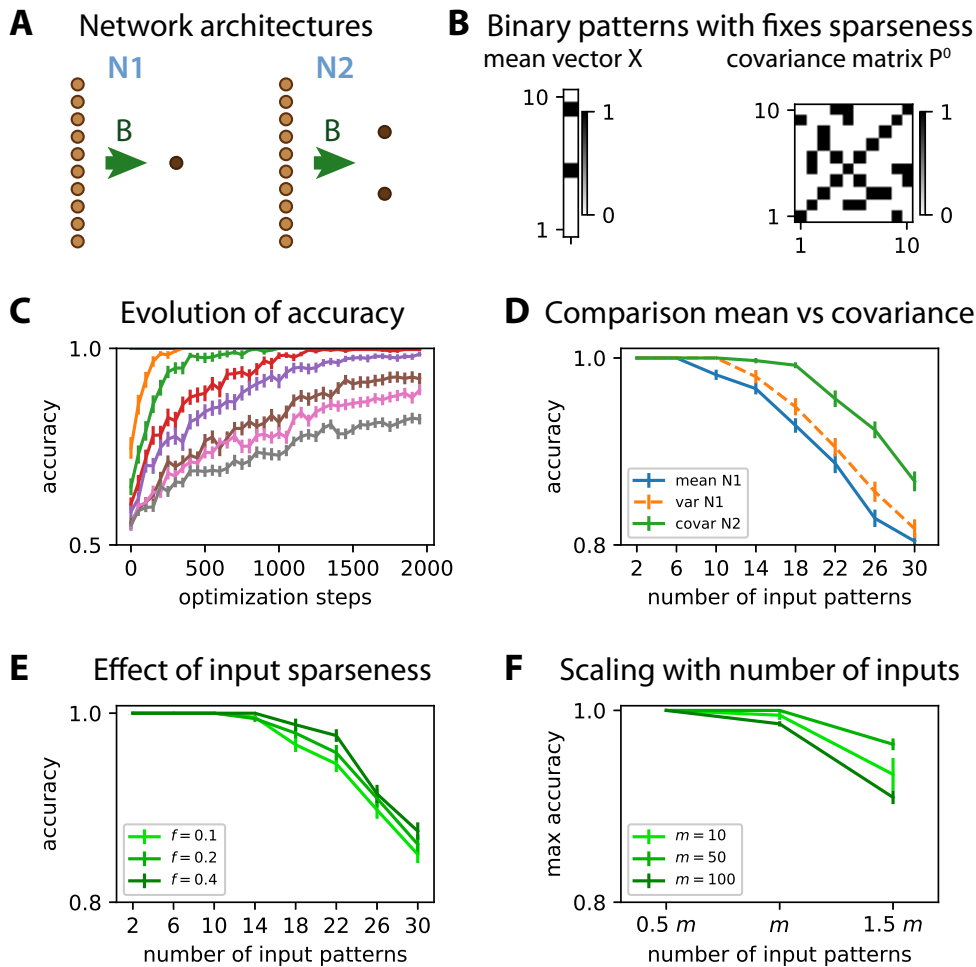 A Network architectures
N1 N2
B B
B Binary patterns with fixes sparseness
mean vector X
10
1
1
0
covariance matrix P⁰
10
1
1 10
1
0
C Evolution of accuracy
1.0
0.5
accuracy
0 500 1000 1500 2000
optimization steps
D Comparison mean vs covariance
1.0
0.8
accuracy
mean N1
var N1
covar N2
2 6 10 14 18 22 26 30
number of input patterns
E Effect of input sparseness
1.0
0.8
accuracy
f = 0.1
f = 0.2
f = 0.4
2 6 10 14 18 22 26 30
number of input patterns
F Scaling with number of inputs
1.0
0.8
max accuracy
m = 10
m = 50
m = 100
0.5 m m 1.5 m
number of input patterns